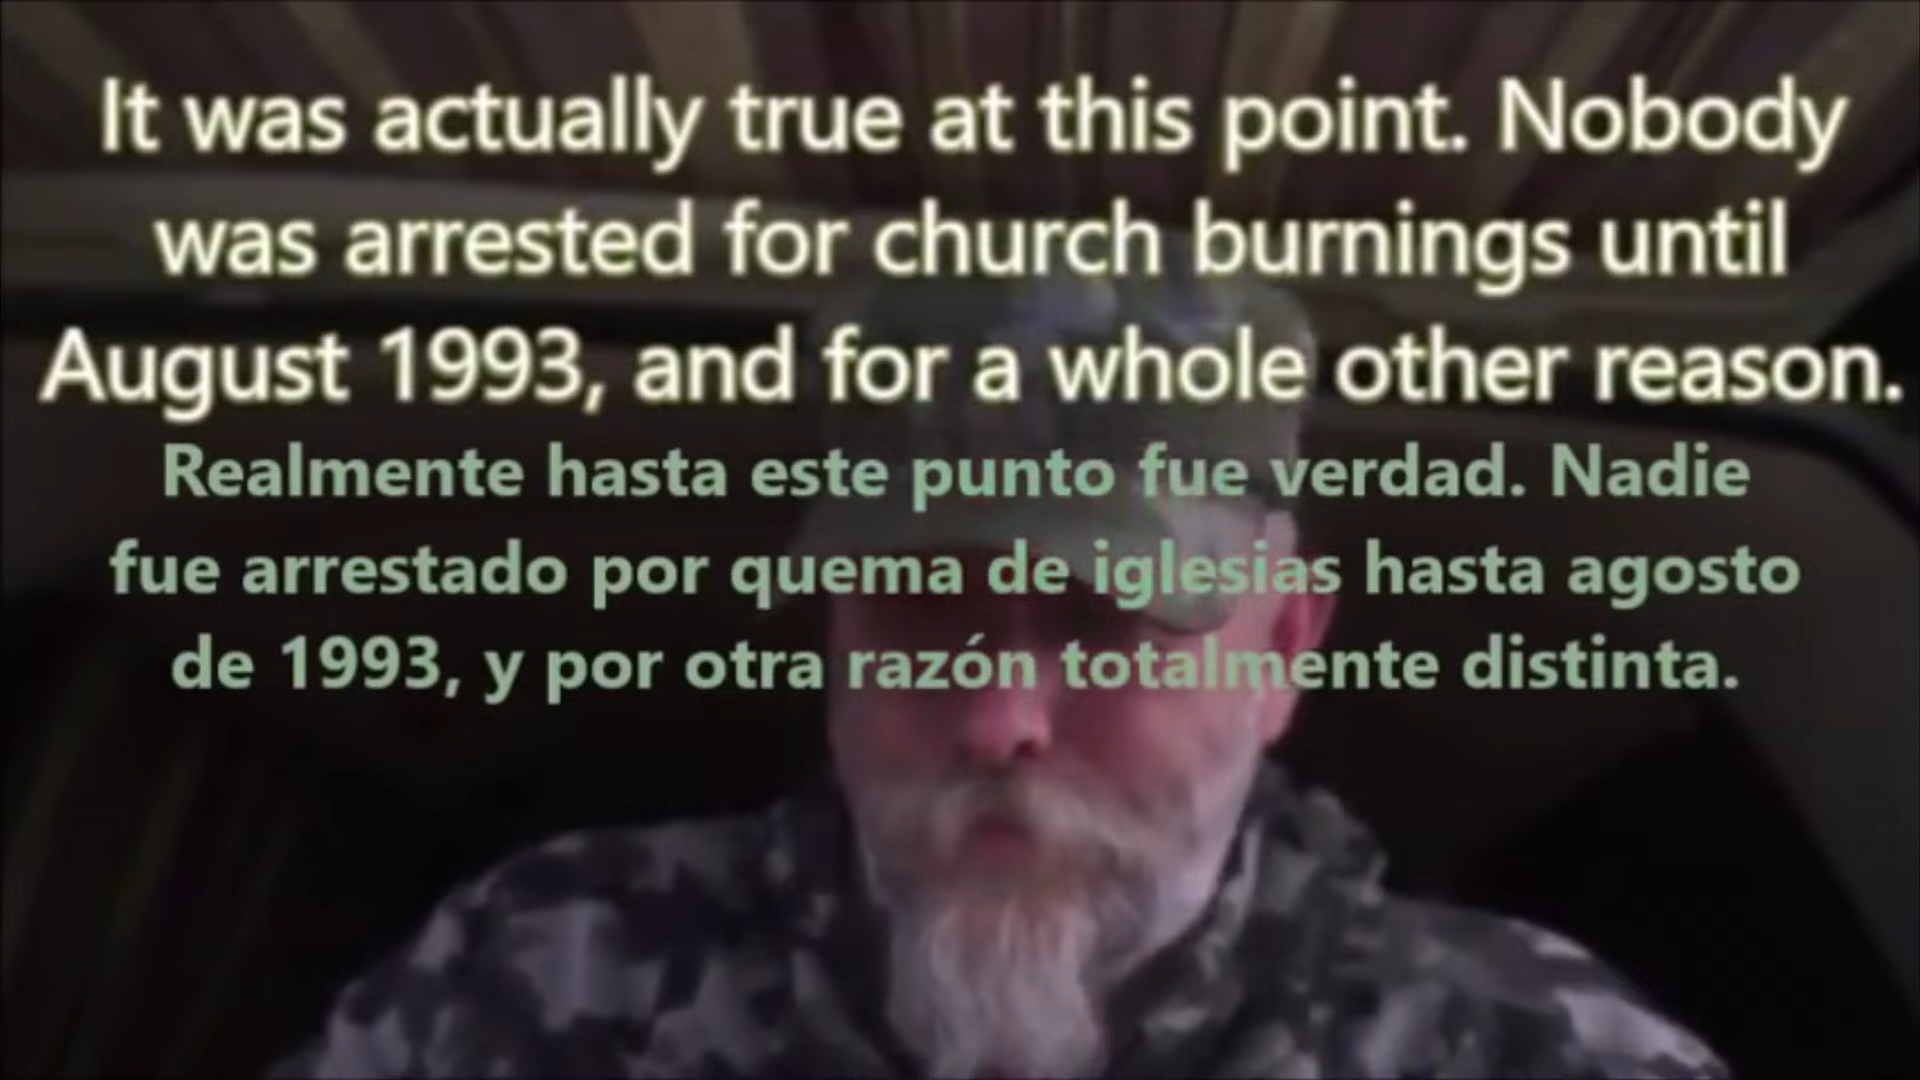 It was actually true at this point. Nobody
was arrested for church burnings until
August 1993, and for a whole other reason.
Realmente hasta este punto fue verdad. Nadie
fue arrestado por quema de iglesias hasta agosto
de 1993, y por otra razón totalmente distinta.